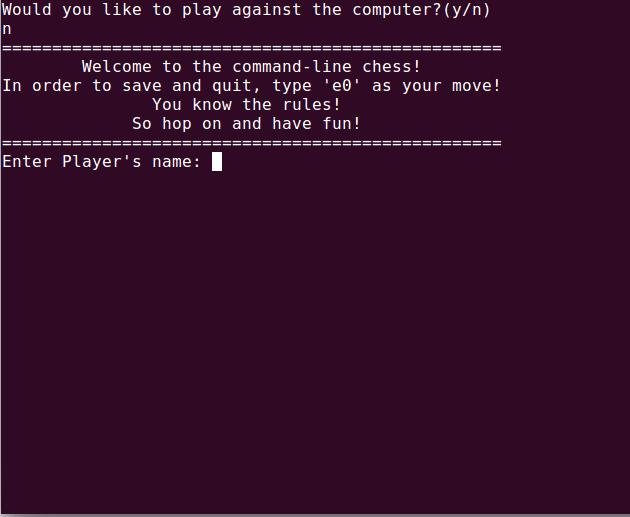 Would you like to play against the computer?(y/n)
n
==================================================
Welcome to the command-line chess!
In order to save and quit, type 'e0' as your move!
You know the rules!
So hop on and have fun!
==================================================
Enter Player's name: